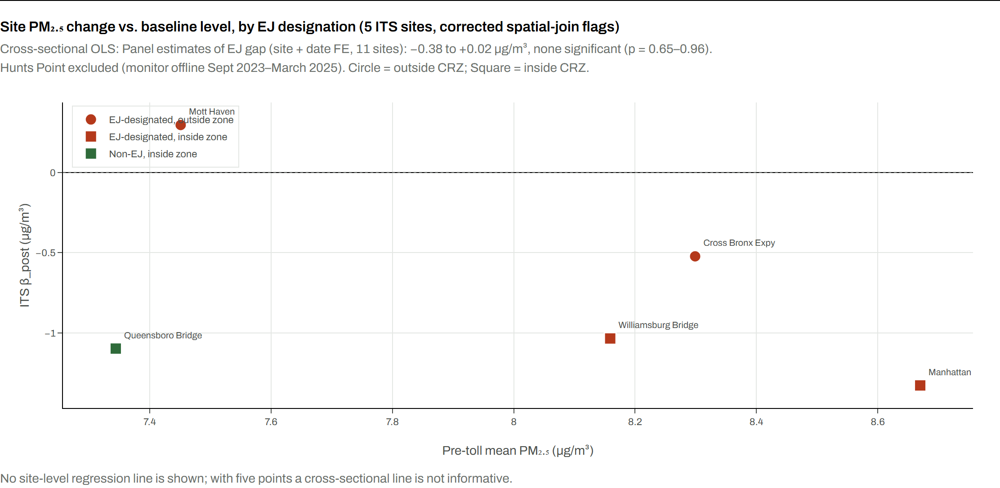 Site PM₂.₅ change vs. baseline level, by EJ designation (5 ITS sites, corrected spatial-join flags)
Cross-sectional OLS: Panel estimates of EJ gap (site + date FE, 11 sites): −0.38 to +0.02 µg/m³, none significant (p = 0.65–0.96).
Hunts Point excluded (monitor offline Sept 2023–March 2025). Circle = outside CRZ; Square = inside CRZ.
Mott Haven
EJ-designated, outside zone
EJ-designated, inside zone
Non-EJ, inside zone
0
−0.5
−1
ITS β_post (µg/m³)
Cross Bronx Expy
Williamsburg Bridge
Queensboro Bridge
Manhattan
7.4
7.6
7.8
8
8.2
8.4
8.6
Pre-toll mean PM₂.₅ (µg/m³)
No site-level regression line is shown; with five points a cross-sectional line is not informative.